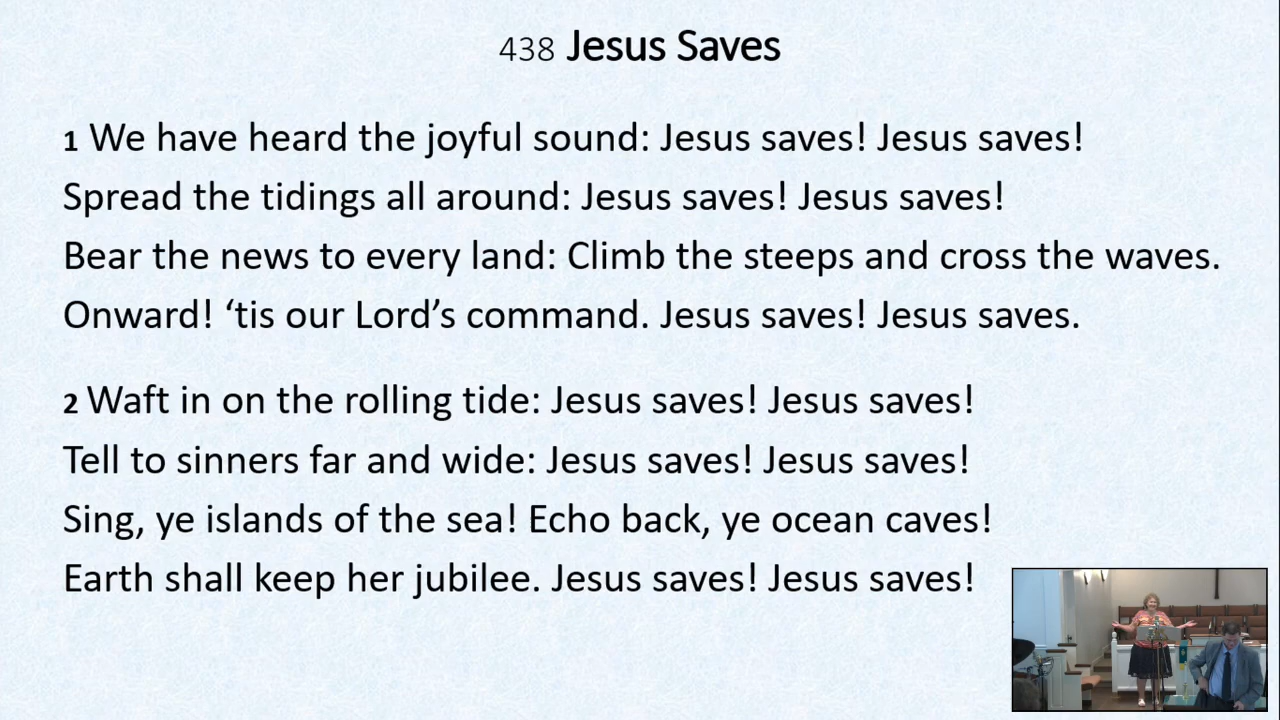 438 Jesus Saves
1 We have heard the joyful sound: Jesus saves! Jesus saves!
Spread the tidings all around: Jesus saves! Jesus saves!
Bear the news to every land: Climb the steeps and cross the waves.
Onward! ‘tis our Lord’s command. Jesus saves! Jesus saves.
2 Waft in on the rolling tide: Jesus saves! Jesus saves!
Tell to sinners far and wide: Jesus saves! Jesus saves!
Sing, ye islands of the sea! Echo back, ye ocean caves!
Earth shall keep her jubilee. Jesus saves! Jesus saves!